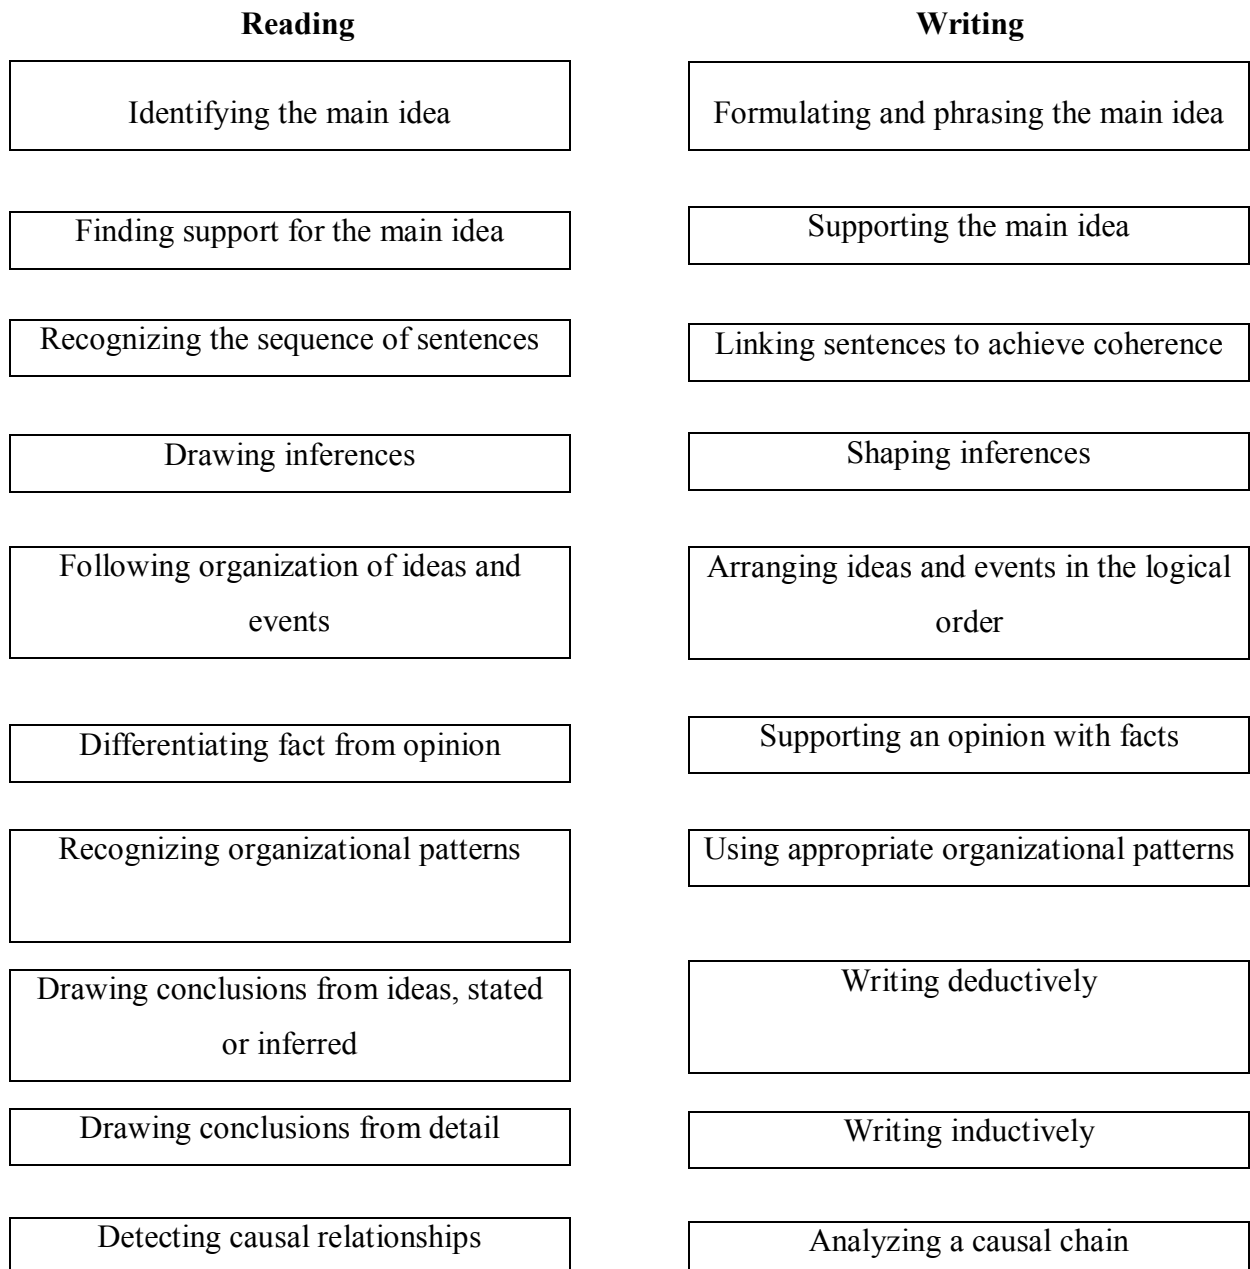 Reading
Writing
Identifying the main idea
Formulating and phrasing the main idea
Finding support for the main idea
Supporting the main idea
Recognizing the sequence of sentences
Linking sentences to achieve coherence
Drawing inferences
Shaping inferences
Following organization of ideas and
events
Arranging ideas and events in the logical
order
Differentiating fact from opinion
Supporting an opinion with facts
Recognizing organizational patterns
Using appropriate organizational patterns
Drawing conclusions from ideas, stated
or inferred
Writing deductively
Drawing conclusions from detail
Writing inductively
Detecting causal relationships
Analyzing a causal chain